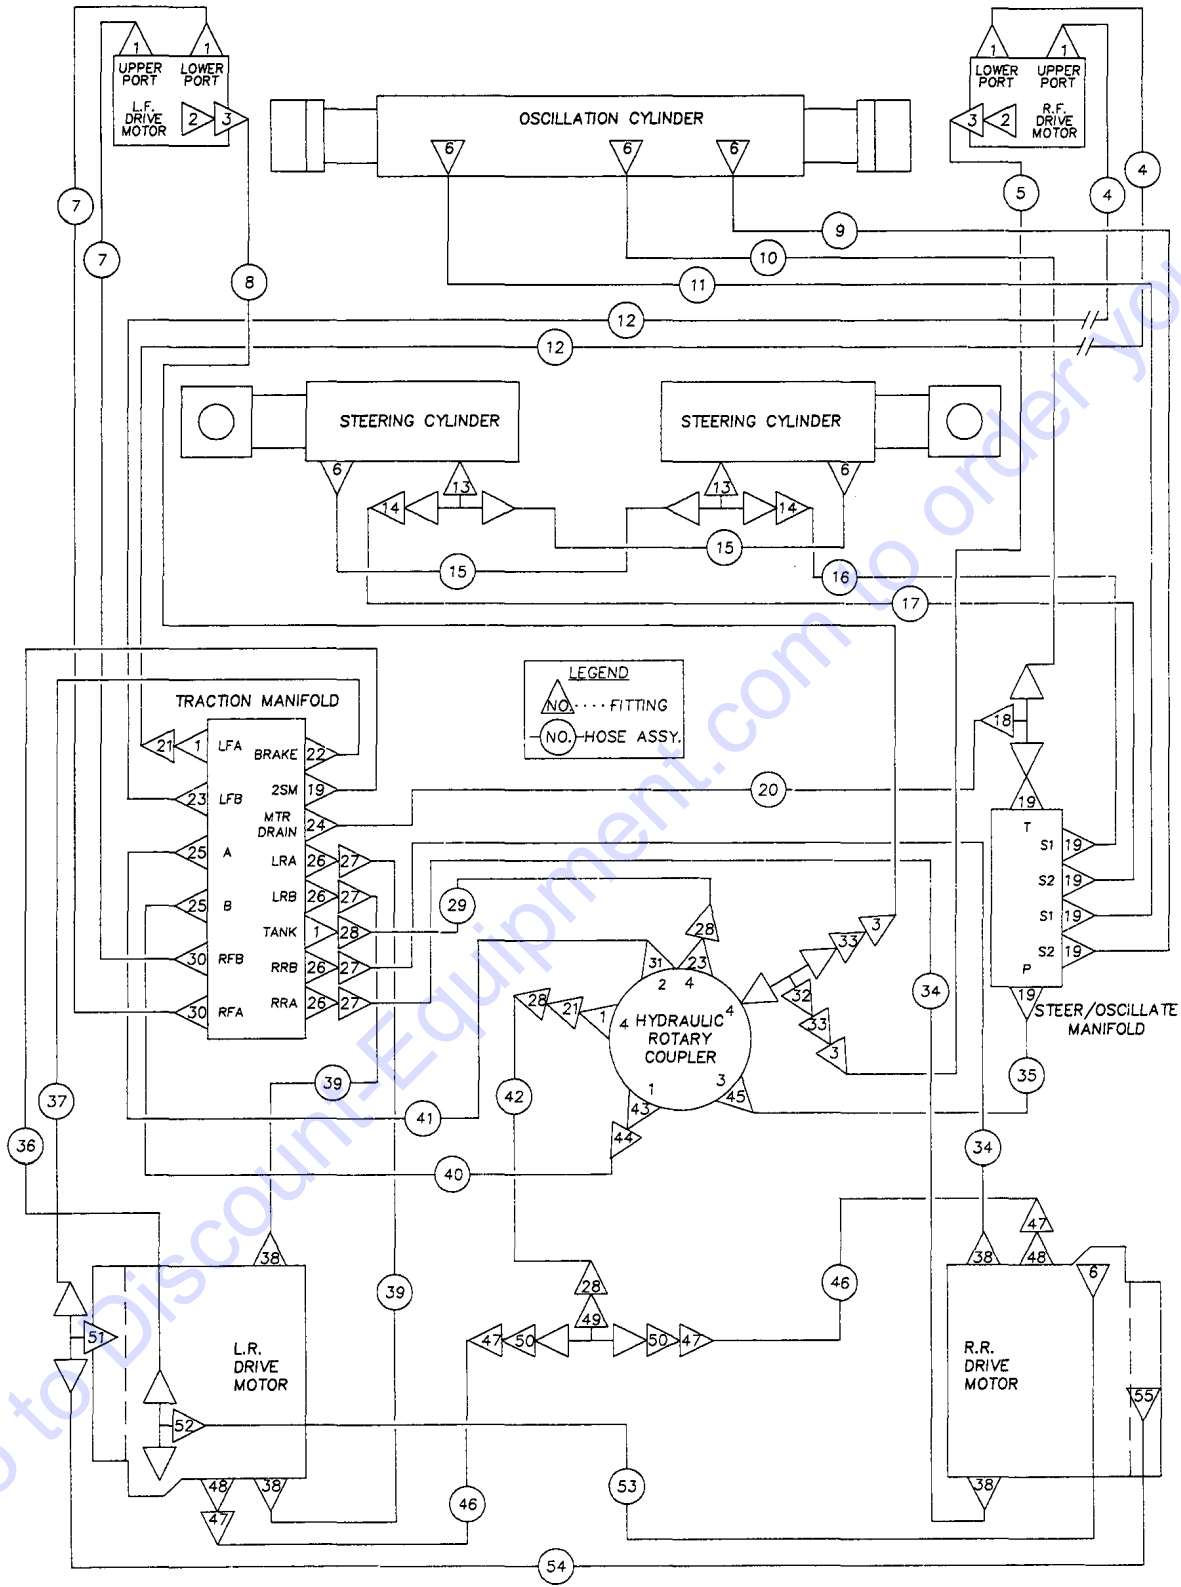 1
1
UPPER
PORT
LOWER
PORT
L.F.
DRIVE
MOTOR
2
3
OSCILLATION CYLINDER
6
6
6
1
1
LOWER
PORT
UPPER
PORT
3
2
R.F.
DRIVE
MOTOR
4
4
5
7
7
8
9
10
11
12
12
STEERING CYLINDER
STEERING CYLINDER
6
13
14
13
14
6
15
15
16
17
LEGEND
NO. .... FITTING
NO. HOSE ASSY.
TRACTION MANIFOLD
21
1
LFA
BRAKE
22
23
LFB
2SM
19
MTR
DRAIN
24
25
A
LRA
26
27
25
B
LRB
26
27
TANK
1
28
30
RFB
RRB
26
27
30
RFA
RRA
26
27
18
20
19
T
S1
19
S2
19
S1
19
S2
19
P
19
STEER/OSCILLATE
MANIFOLD
29
28
31
23
2
4
33
3
32
33
3
28
21
1
4
4
HYDRAULIC
ROTARY
COUPLER
1
3
43
44
45
34
35
39
37
41
42
36
40
34
38
L.R.
DRIVE
MOTOR
51
52
48
38
47
39
28
49
47
50
50
47
46
46
53
54
47
38
48
6
R.R.
DRIVE
MOTOR
55
38
Go to Discount-Equipment.com to order you